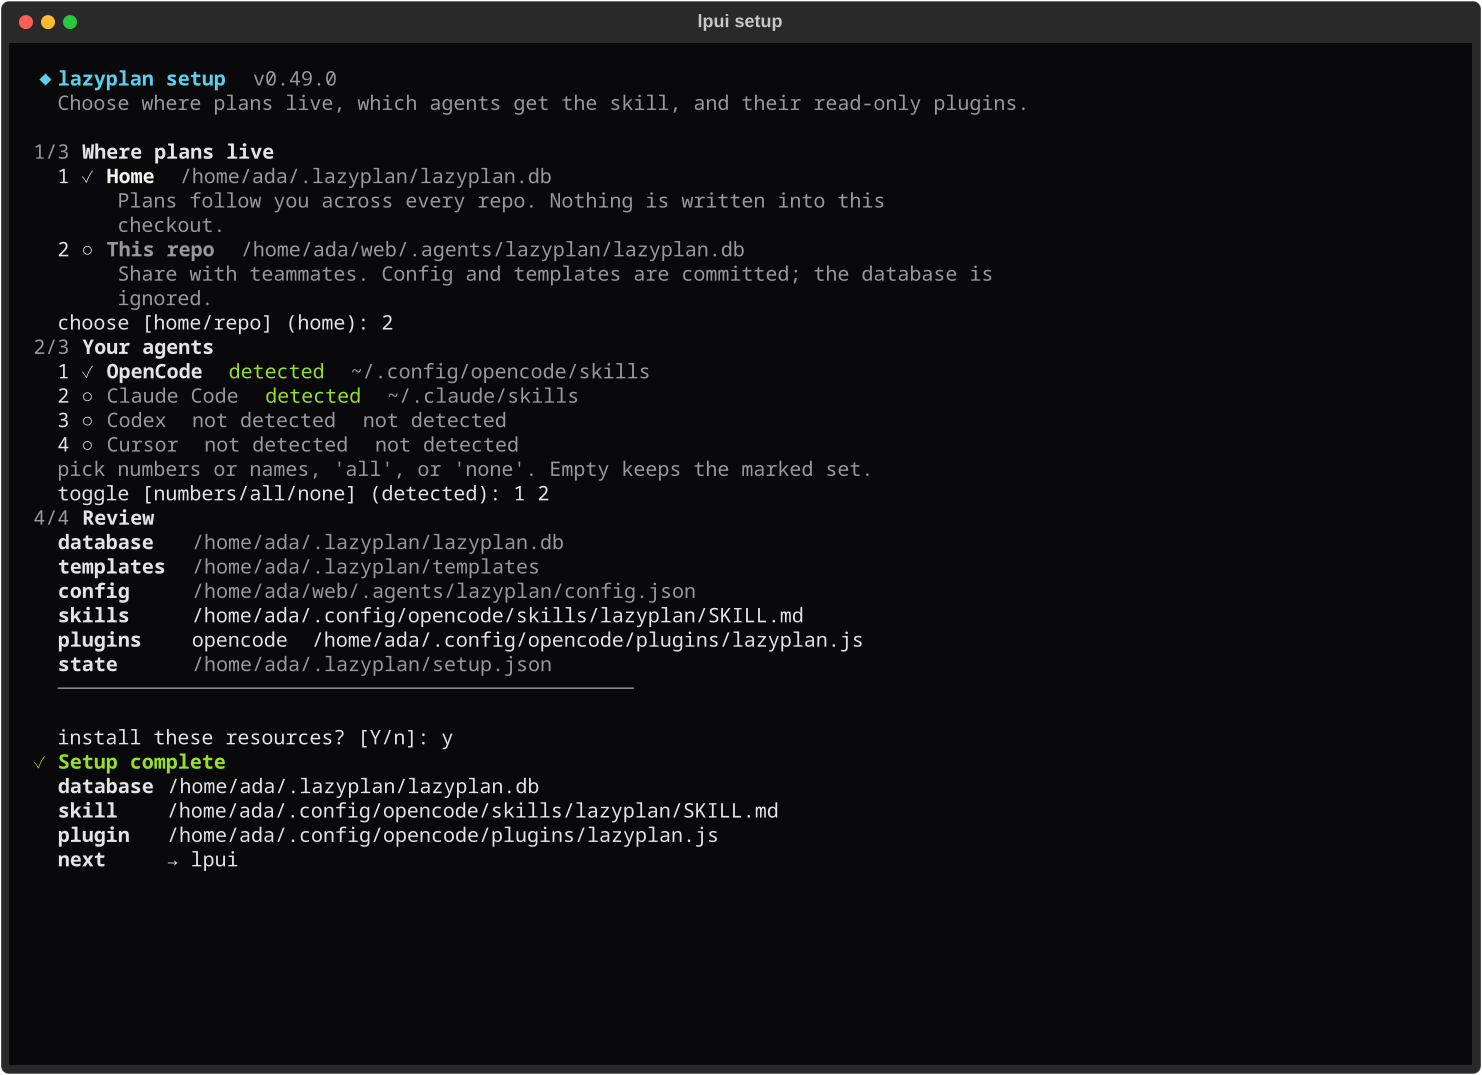 lpui setup
◆ lazyplan setup  v0.49.0
Choose where plans live, which agents get the skill, and their read-only plugins.
1/3 Where plans live
1 ✓ Home  /home/ada/.lazyplan/lazyplan.db
Plans follow you across every repo. Nothing is written into this
checkout.
2 ○ This repo  /home/ada/web/.agents/lazyplan/lazyplan.db
Share with teammates. Config and templates are committed; the database is
ignored.
choose [home/repo] (home): 2
2/3 Your agents
1 ✓ OpenCode  detected  ~/.config/opencode/skills
2 ○ Claude Code  detected  ~/.claude/skills
3 ○ Codex  not detected  not detected
4 ○ Cursor  not detected  not detected
pick numbers or names, 'all', or 'none'. Empty keeps the marked set.
toggle [numbers/all/none] (detected): 1 2
4/4 Review
database   /home/ada/.lazyplan/lazyplan.db
templates  /home/ada/.lazyplan/templates
config     /home/ada/web/.agents/lazyplan/config.json
skills     /home/ada/.config/opencode/skills/lazyplan/SKILL.md
plugins    opencode  /home/ada/.config/opencode/plugins/lazyplan.js
state      /home/ada/.lazyplan/setup.json
install these resources? [Y/n]: y
✓ Setup complete
database /home/ada/.lazyplan/lazyplan.db
skill    /home/ada/.config/opencode/skills/lazyplan/SKILL.md
plugin   /home/ada/.config/opencode/plugins/lazyplan.js
next     → lpui